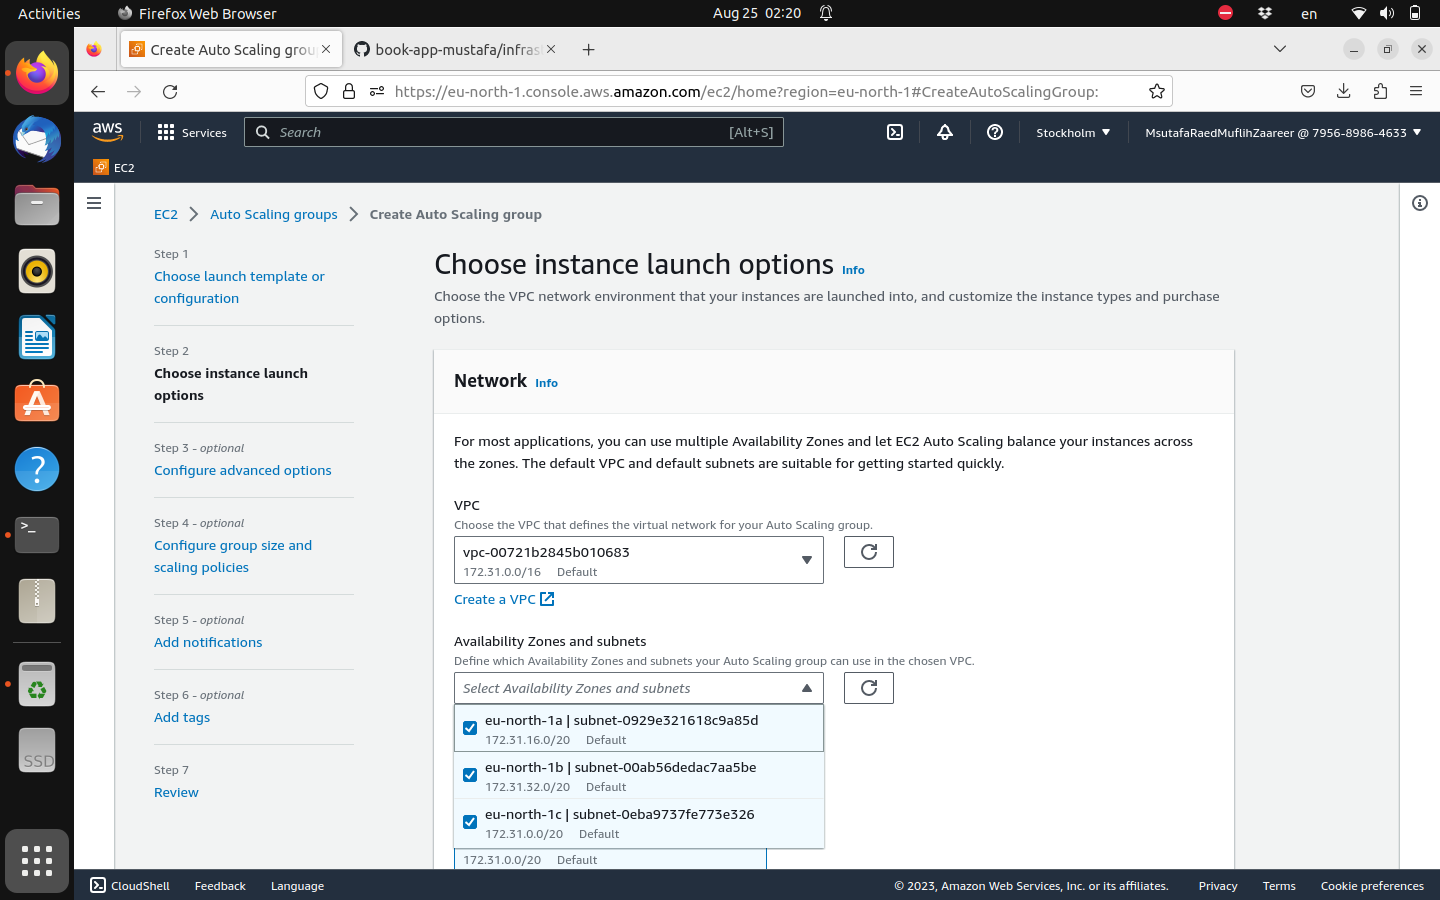 Activities
Firefox Web Browser
Aug 25 02:20
en
Create Auto Scaling grou
book-app-mustafa/infras
https://eu-north-1.console.aws.amazon.com/ec2/home?region=eu-north-1#CreateAutoScalingGroup:
aws
Services
Search
[Alt+S]
Stockholm
MsutafaRaedMuflihZaareer @ 7956-8986-4633
EC2
EC2
Auto Scaling groups
Create Auto Scaling group
Step 1
Choose launch template or
configuration
Step 2
Choose instance launch
options
Step 3 - optional
Configure advanced options
Step 4 - optional
Configure group size and
scaling policies
Step 5 - optional
Add notifications
Step 6 - optional
Add tags
Step 7
Review
Choose instance launch options Info
Choose the VPC network environment that your instances are launched into, and customize the instance types and purchase
options.
Network Info
For most applications, you can use multiple Availability Zones and let EC2 Auto Scaling balance your instances across
the zones. The default VPC and default subnets are suitable for getting started quickly.
VPC
Choose the VPC that defines the virtual network for your Auto Scaling group.
vpc-00721b2845b010683
172.31.0.0/16 Default
Create a VPC
Availability Zones and subnets
Define which Availability Zones and subnets your Auto Scaling group can use in the chosen VPC.
Select Availability Zones and subnets
eu-north-1a | subnet-0929e321618c9a85d
172.31.16.0/20 Default
eu-north-1b | subnet-00ab56dedac7aa5be
172.31.32.0/20 Default
eu-north-1c | subnet-0eba9737fe773e326
172.31.0.0/20 Default
172.31.0.0/20 Default
SSD
CloudShell
Feedback
Language
© 2023, Amazon Web Services, Inc. or its affiliates.
Privacy
Terms
Cookie preferences